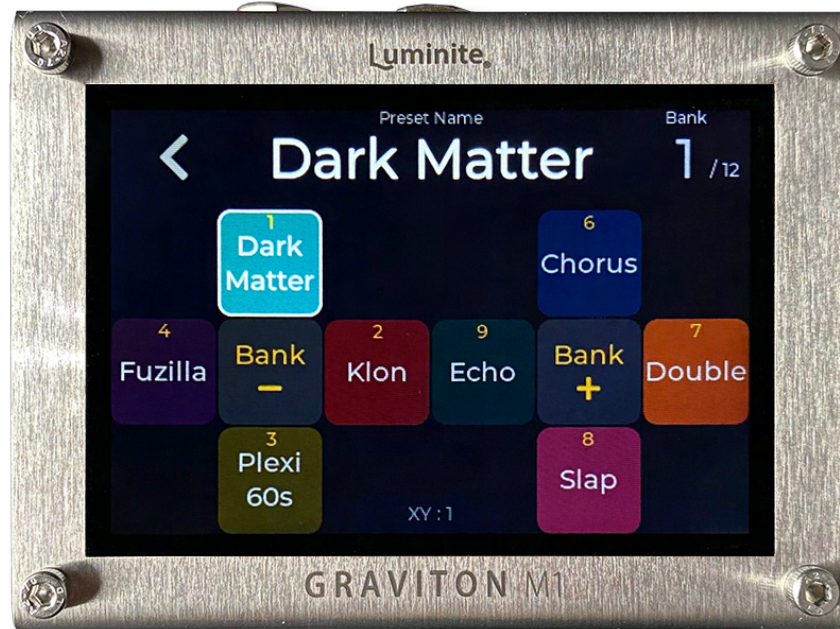 Luminite
Preset Name
Bank
Dark Matter
1 / 12
1
Dark
Matter
6
Chorus
4
Fuzilla
Bank
−
2
Klon
9
Echo
Bank
+
7
Double
3
Plexi
60s
8
Slap
XY : 1
GRAVITON M1